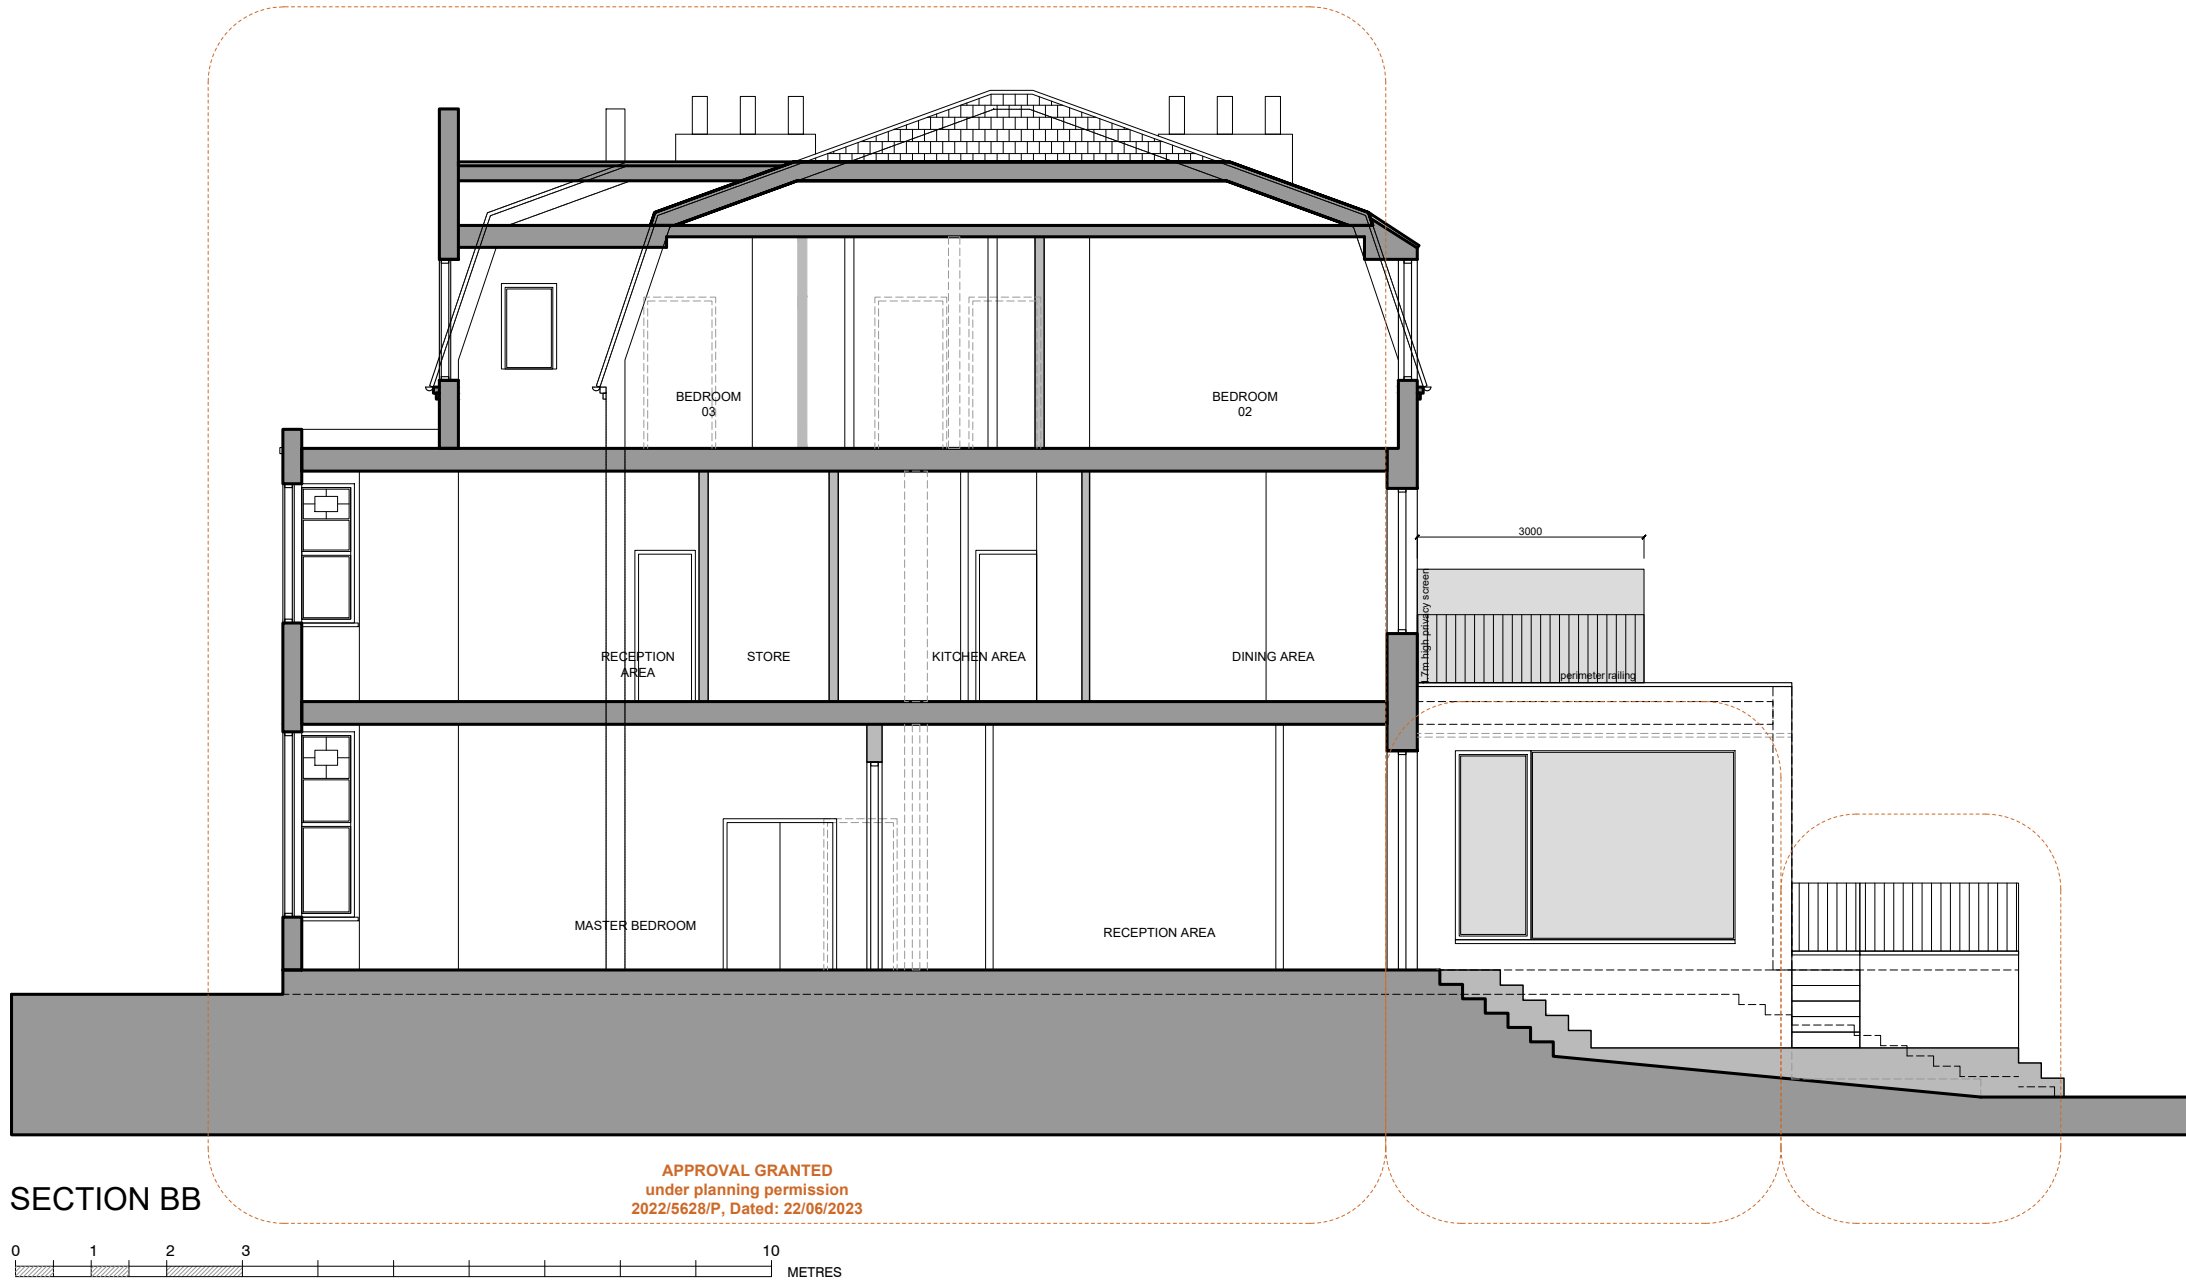 BEDROOM
03
BEDROOM
02
3000
1.7m high privacy screen
RECEPTION
AREA
STORE
KITCHEN AREA
DINING AREA
perimeter railing
MASTER BEDROOM
RECEPTION AREA
APPROVAL GRANTED
under planning permission
2022/5628/P, Dated: 22/06/2023
SECTION BB
0 1 2 3 10
METRES